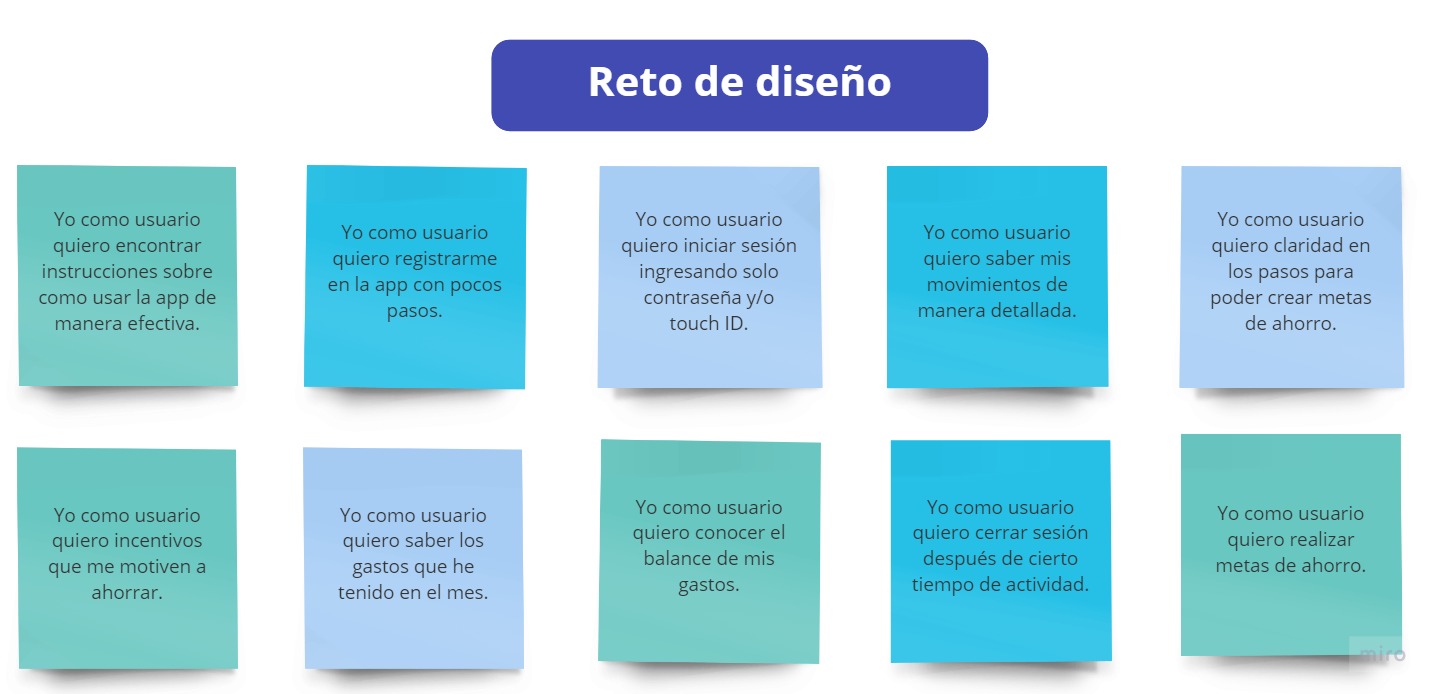 Reto de diseño
Yo como usuario
quiero encontrar
instrucciones sobre
como usar la app de
manera efectiva.
Yo como usuario
quiero registrarme
en la app con pocos
pasos.
Yo como usuario
quiero iniciar sesión
ingresando solo
contraseña y/o
touch ID.
Yo como usuario
quiero saber mis
movimientos de
manera detallada.
Yo como usuario
quiero claridad en
los pasos para
poder crear metas
de ahorro.
Yo como usuario
quiero incentivos
que me motiven a
ahorrar.
Yo como usuario
quiero saber los
gastos que he
tenido en el mes.
Yo como usuario
quiero conocer el
balance de mis
gastos.
Yo como usuario
quiero cerrar sesión
después de cierto
tiempo de actividad.
Yo como usuario
quiero realizar
metas de ahorro.
miro